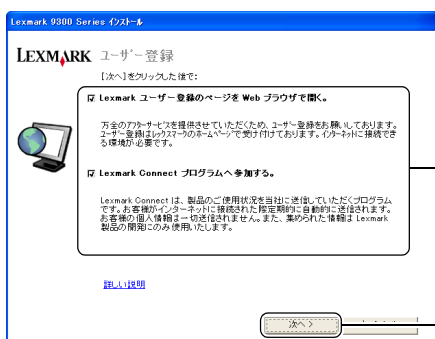 Lexmark 9300 Series インストール
LEXMARK ユーザー登録
[次へ]をクリックした後で:
Lexmark ユーザー登録のページを Web ブラウザで開く。
万全のアフターサービスを提供させていただくため、ユーザー登録をお願いしております。
ユーザー登録はレックスマークのホームページで受け付けております。インターネットに接続でき
る環境が必要です。
Lexmark Connect プログラムへ参加する。
Lexmark Connect は、製品のご使用状況を当社に送信していただくプログラム
です。お客様がインターネットに接続された際定期的に自動的に送信されます。
お客様の個人情報は一切送信されません。また、集められた情報は Lexmark
製品の開発にのみ使用いたします。
詳しい説明
次へ >